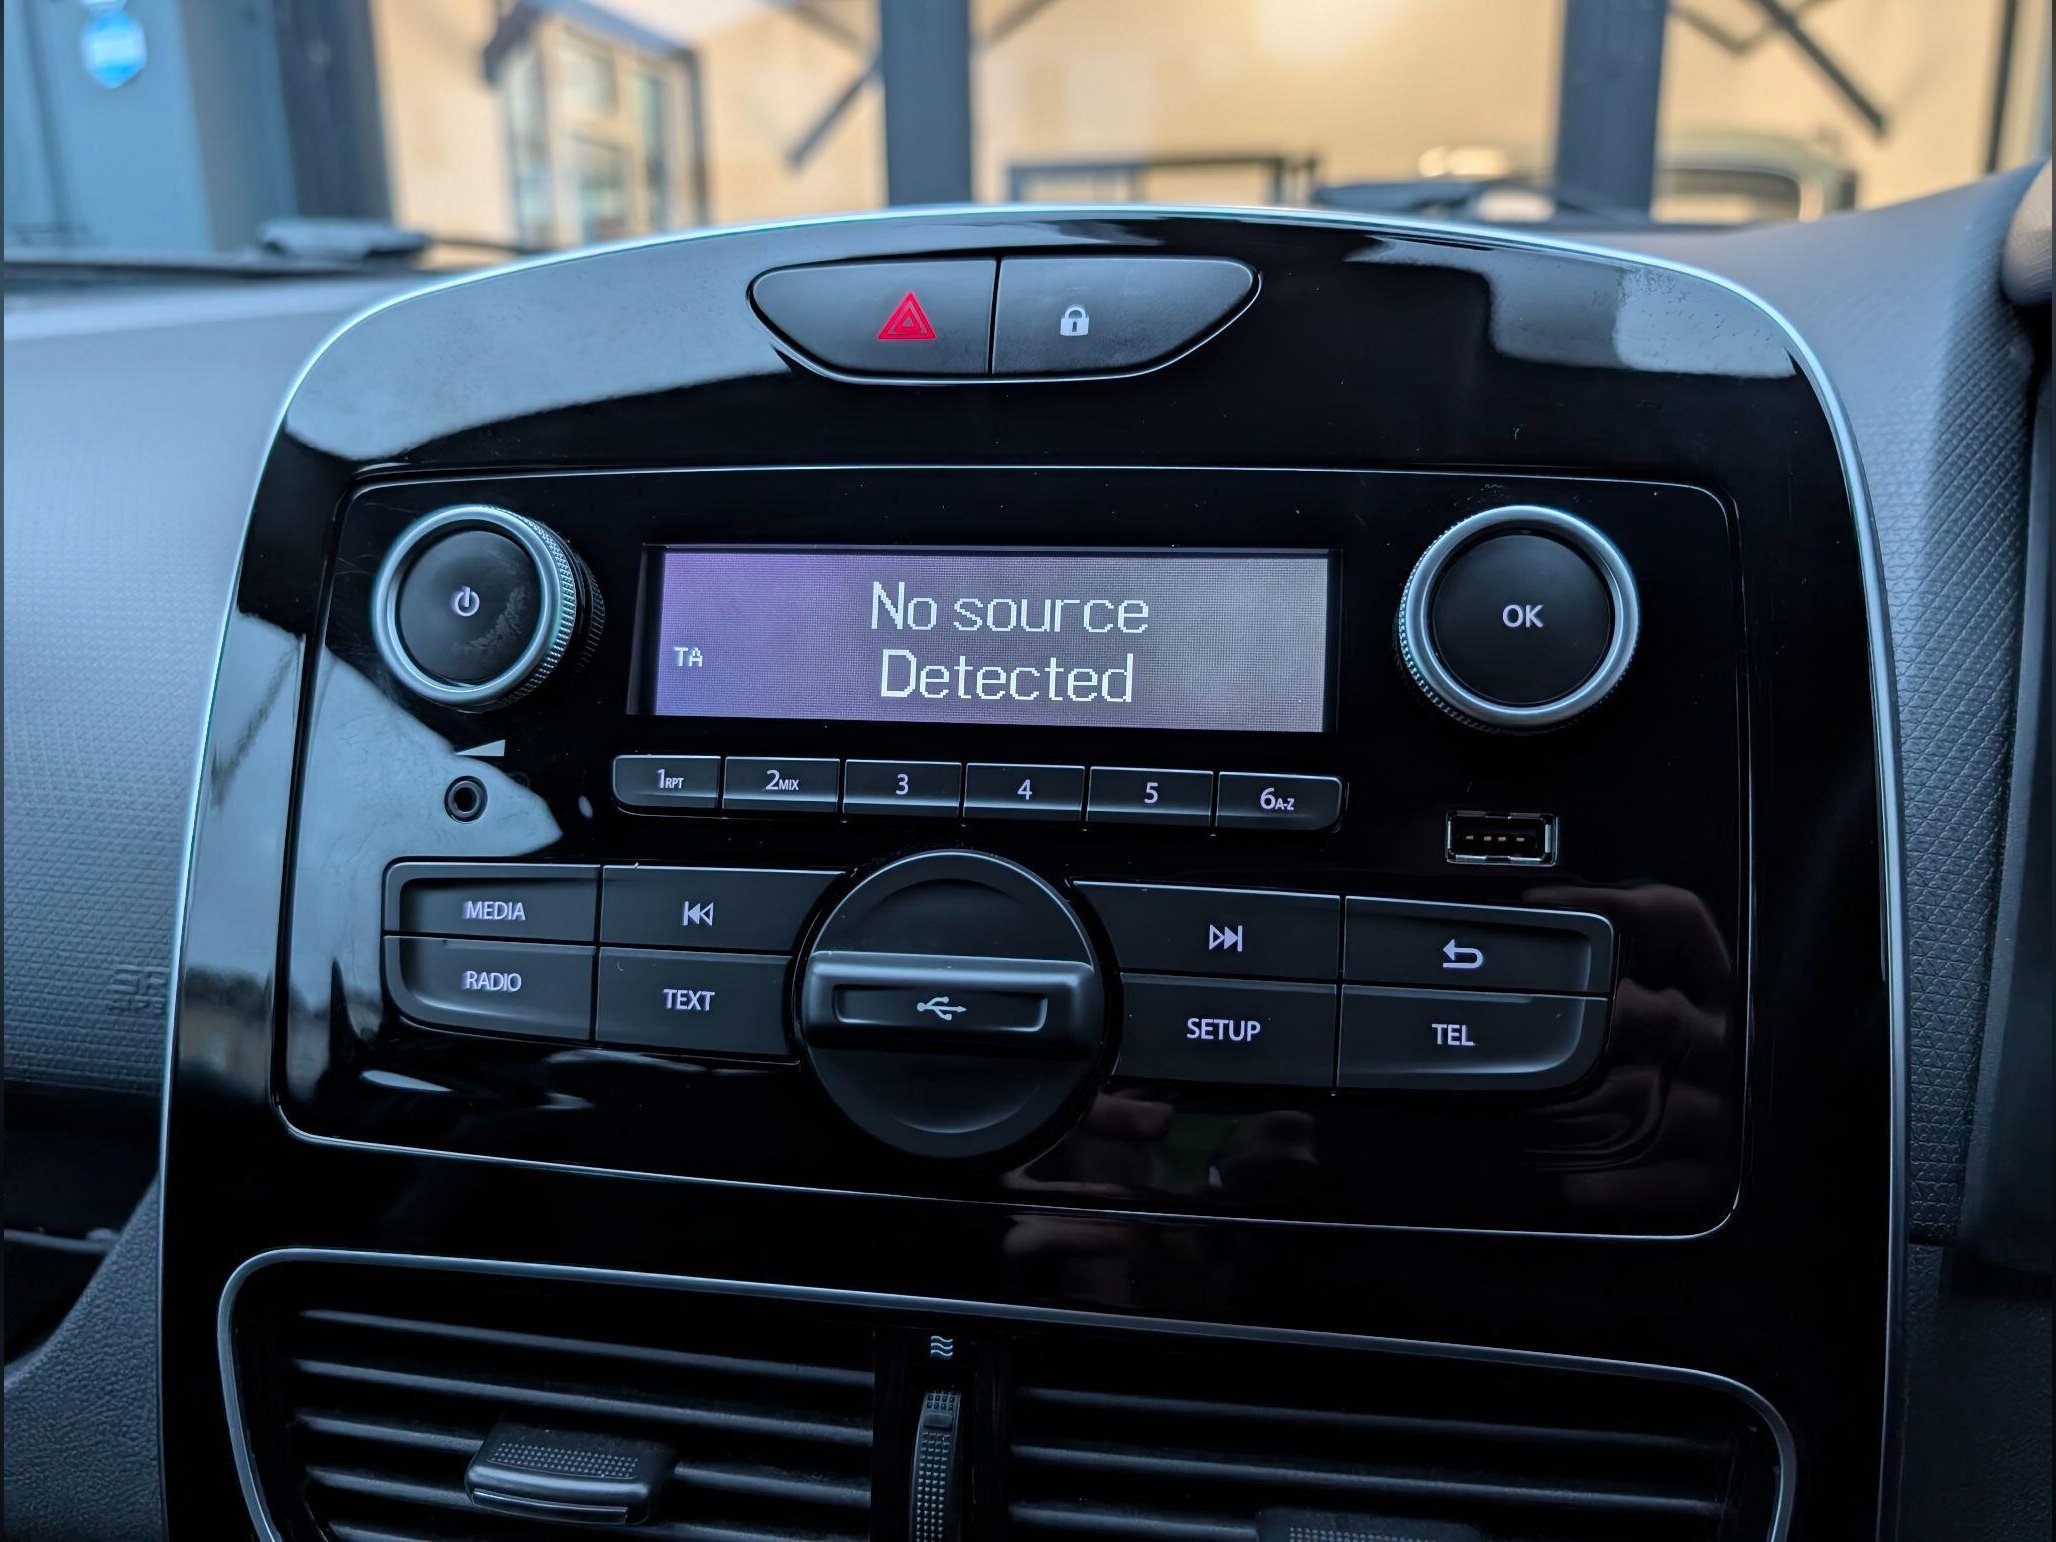 No source
TA
Detected
OK
1RPT
2MIX
3
4
5
6A-Z
MEDIA
RADIO
TEXT
SETUP
TEL